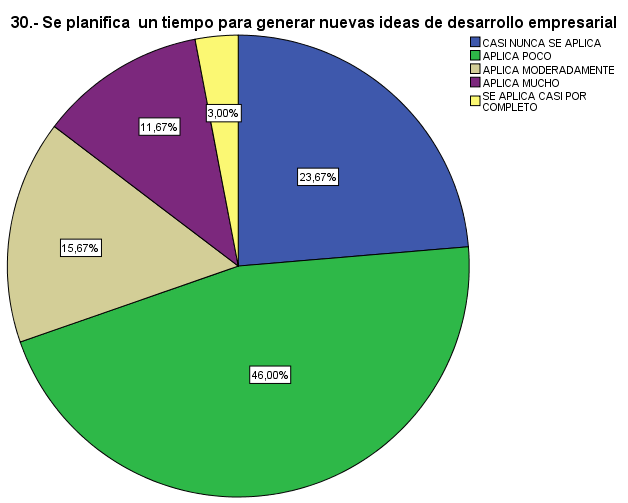 30.- Se planifica  un tiempo para generar nuevas ideas de desarrollo empresarial
CASI NUNCA SE APLICA
APLICA POCO
APLICA MODERADAMENTE
APLICA MUCHO
SE APLICA CASI POR
COMPLETO
3,00%
11,67%
23,67%
15,67%
46,00%